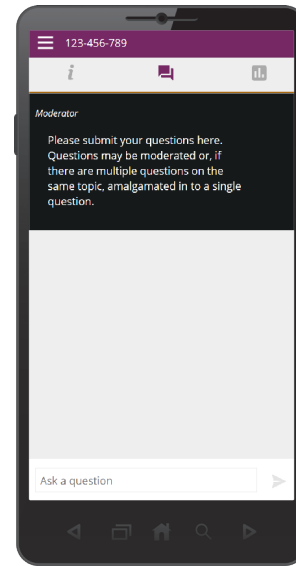 123-456-789
i
Moderator
Please submit your questions here.
Questions may be moderated or, if
there are multiple questions on the
same topic, amalgamated in to a single
question.
Ask a question